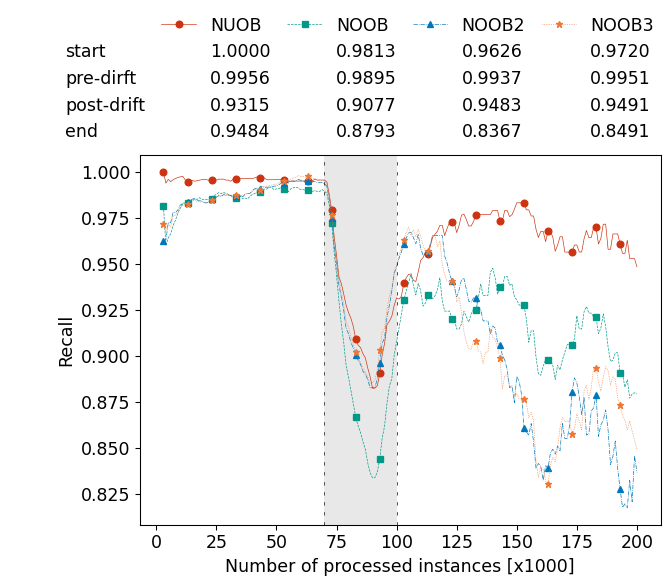 NUOB NOOB NOOB2 NOOB3
start 1.0000 0.9813 0.9626 0.9720
pre-dirft 0.9956 0.9895 0.9937 0.9951
post-drift 0.9315 0.9077 0.9483 0.9491
end 0.9484 0.8793 0.8367 0.8491
1.000
0.975
0.950
0.925
0.900
0.875
0.850
0.825
Recall
0 25 50 75 100 125 150 175 200
Number of processed instances [x1000]